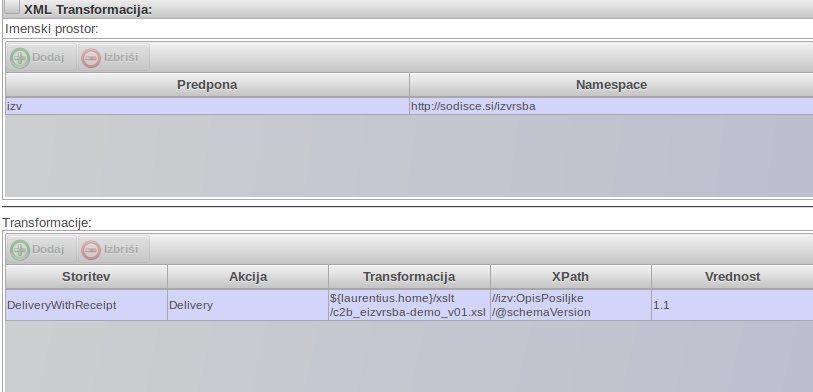 XML Transformacija:
Imenski prostor:
Dodaj Izbriši
Predpona Namespace
izv http://sodisce.si/izvrsba
Transformacije:
Dodaj Izbriši
Storitev Akcija Transformacija XPath Vrednost
DeliveryWithReceipt Delivery ${laurentius.home}/xslt //izv:OpisPosiljke 1.1
/c2b_eizvrsba-demo_v01.xsl /@schemaVersion